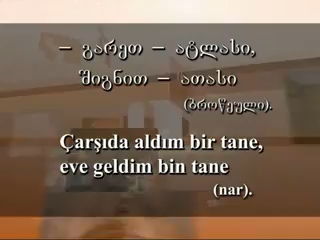 – გარეთ – ატლასი,
შიგნით – ათასი
(ბროწეული).
Çarşıda aldım bir tane,
eve geldim bin tane
(nar).